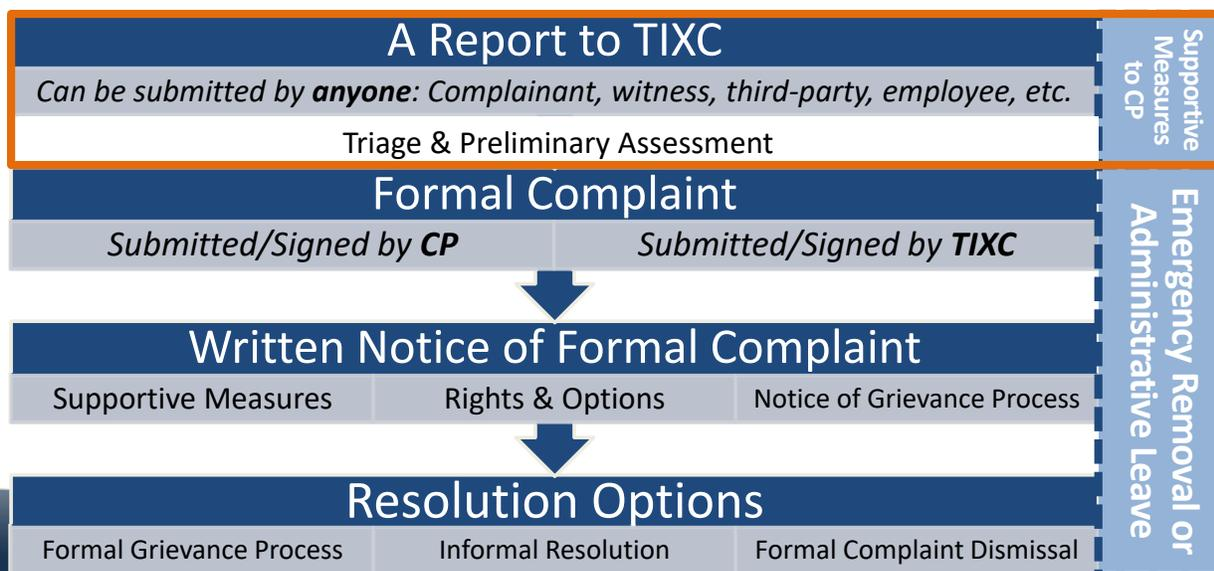 A Report to TIXC
Can be submitted by anyone: Complainant, witness, third-party, employee, etc.
Triage & Preliminary Assessment
Supportive
Measures
to CP
Formal Complaint
Submitted/Signed by CP
Submitted/Signed by TIXC
Written Notice of Formal Complaint
Supportive Measures
Rights & Options
Notice of Grievance Process
Resolution Options
Formal Grievance Process
Informal Resolution
Formal Complaint Dismissal
Emergency Removal or
Administrative Leave